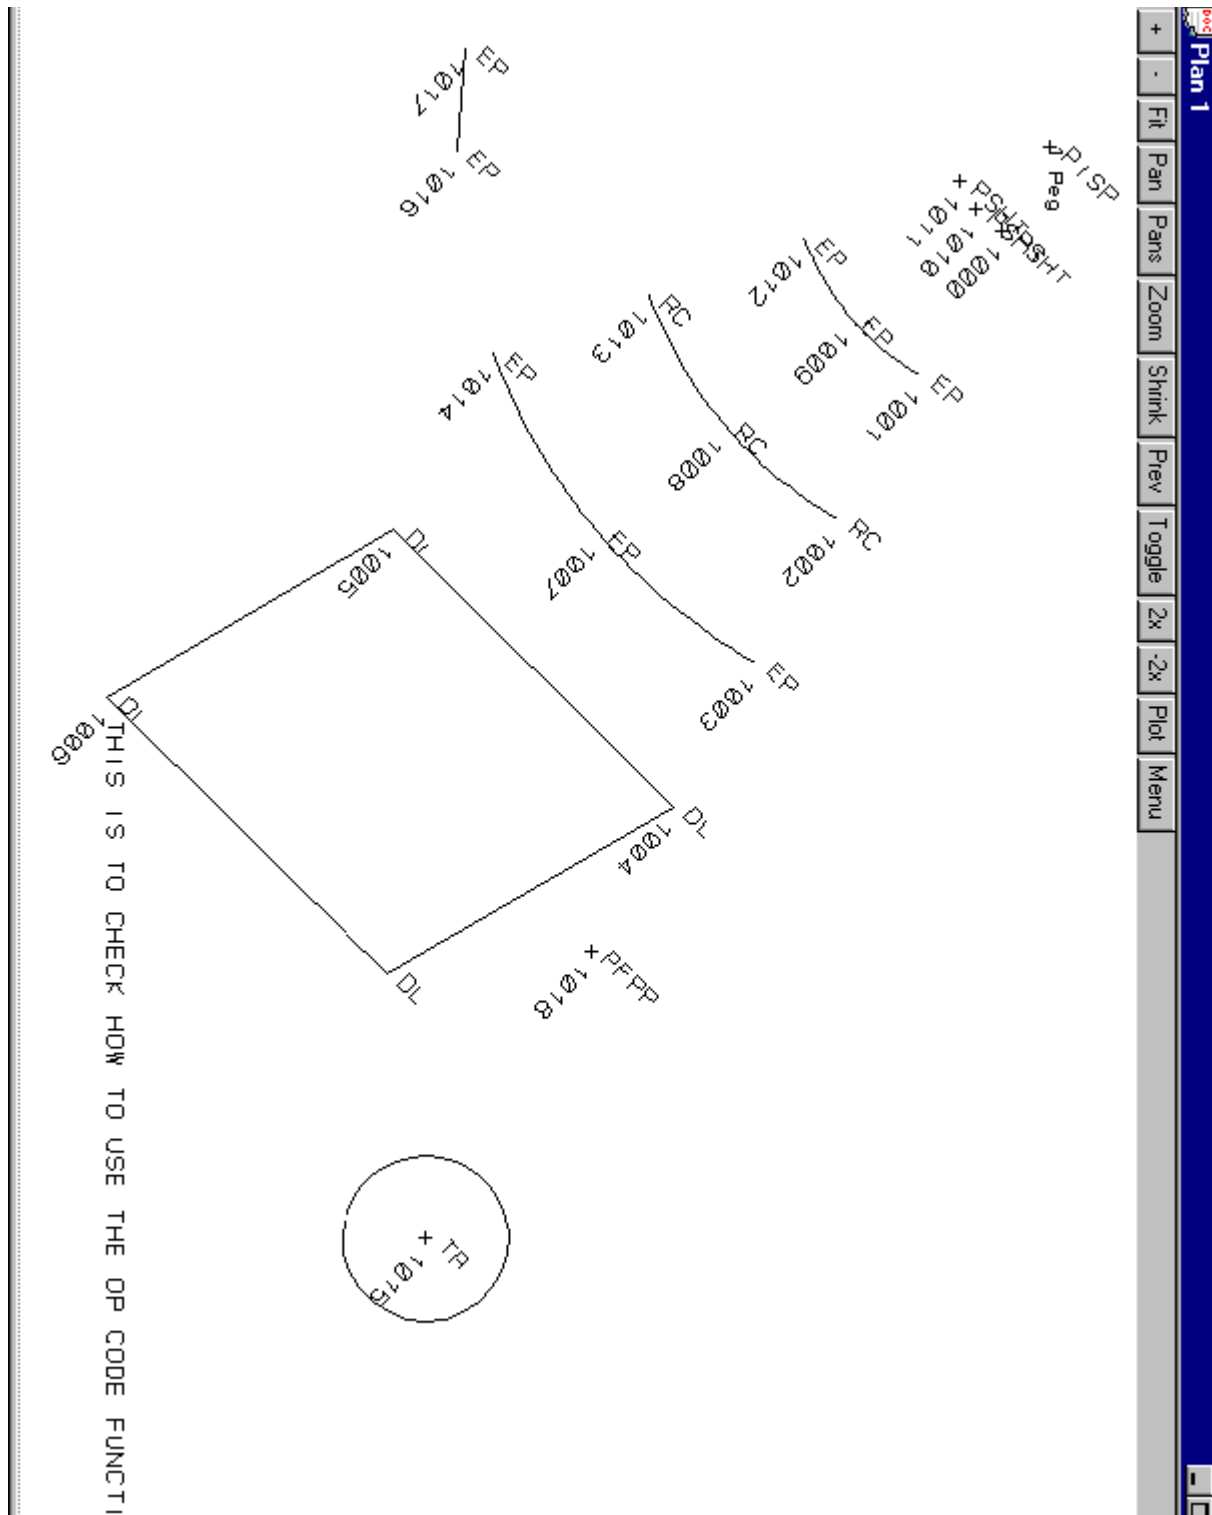 Plan 1
+ - Fit Pan Pans Zoom Shrink Prev Toggle 2x -2x Plot Menu
P/SP
Peg
PSHT
1011
1010
1000
EP
1012
EP
1009
EP
1001
RC
1013
RC
1008
RC
1002
EP
1014
EP
1007
EP
1003
EP
1017
EP
1016
DL
1005
DL
1004
DL
1006
DL
PFPP
1018
1015
THIS IS TO CHECK HOW TO USE THE OP CODE FUNCTI